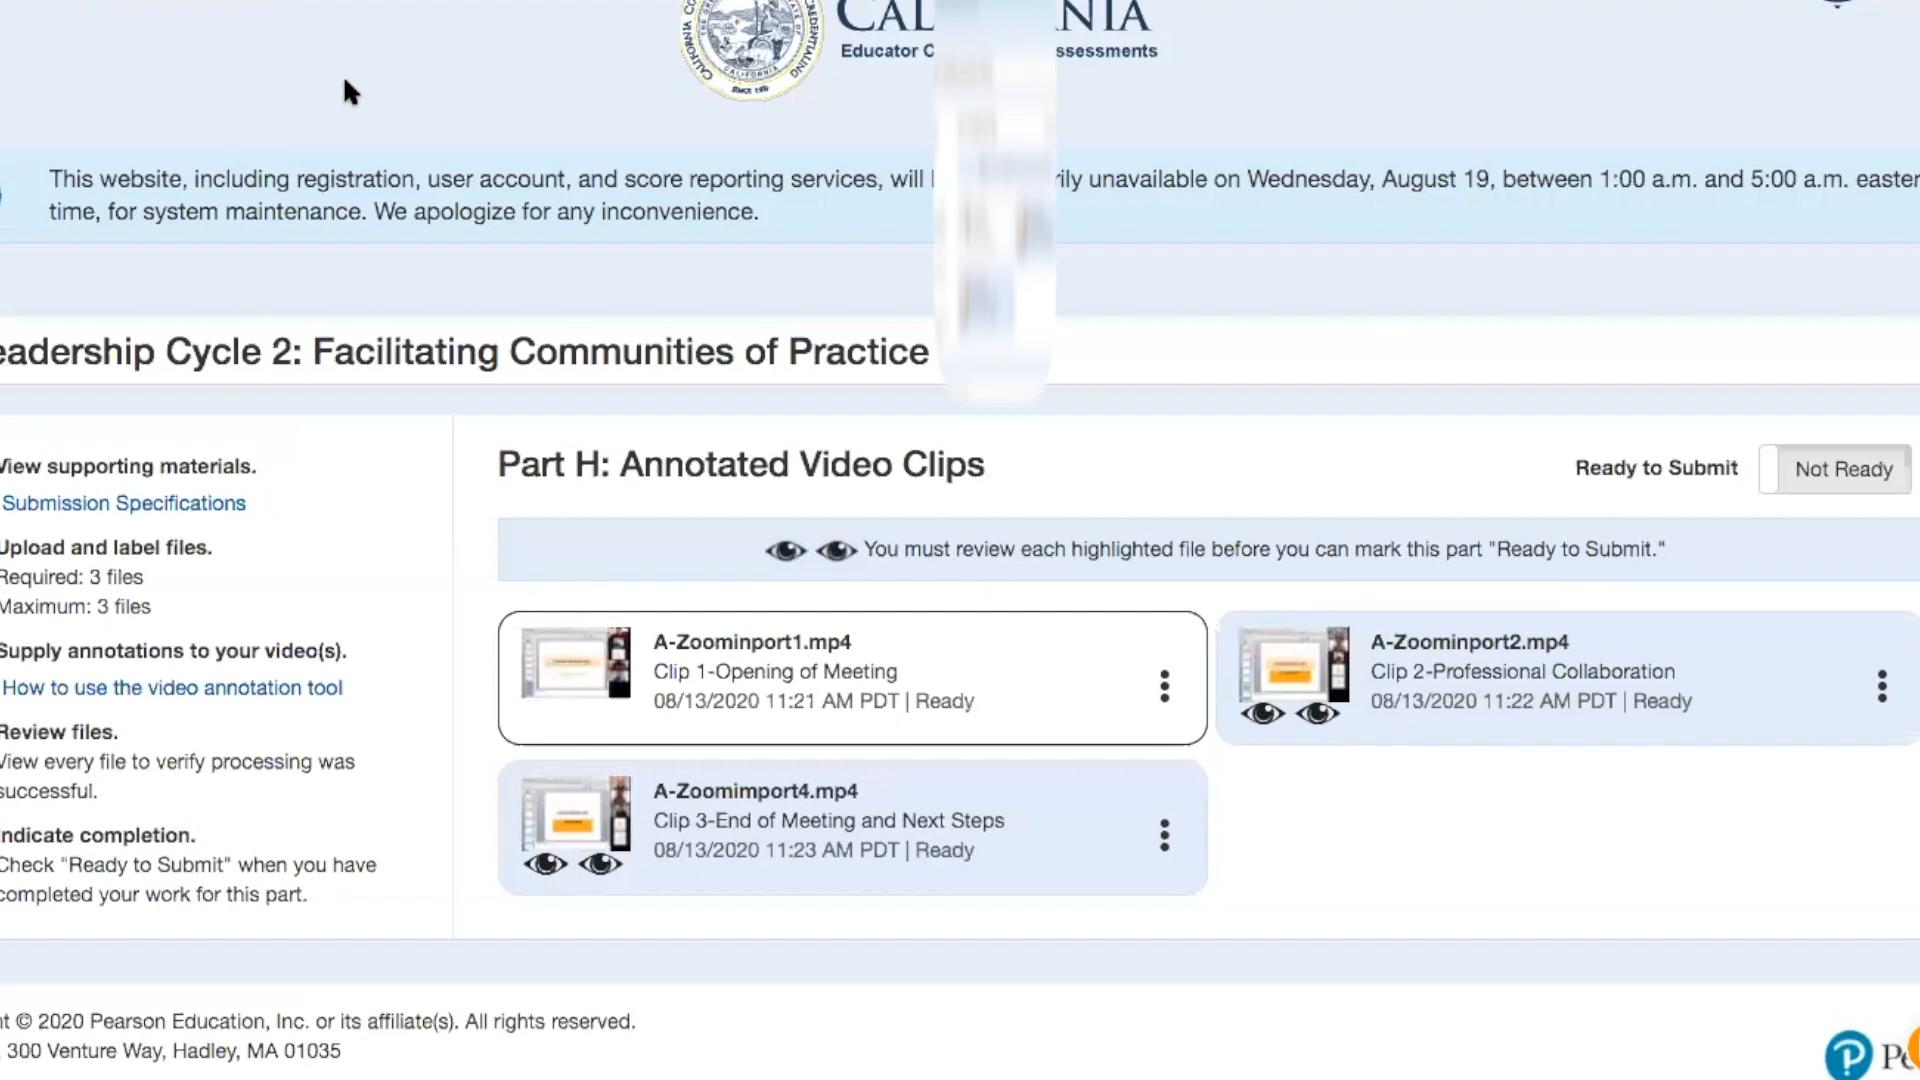 CALIFORNIA CO
CREDENTIALING
CALIFORNIA
SINCE 1970
Educator
ssessments
This website, including registration, user account, and score reporting services, will
rily unavailable on Wednesday, August 19, between 1:00 a.m. and 5:00 a.m. easter
time, for system maintenance. We apologize for any inconvenience.
eadership Cycle 2: Facilitating Communities of Practice
View supporting materials.
Submission Specifications
Upload and label files.
Required: 3 files
Maximum: 3 files
Supply annotations to your video(s).
How to use the video annotation tool
Review files.
View every file to verify processing was
successful.
Indicate completion.
Check "Ready to Submit" when you have
completed your work for this part.
Part H: Annotated Video Clips
Ready to Submit
Not Ready
You must review each highlighted file before you can mark this part "Ready to Submit."
A-Zoominport1.mp4
Clip 1-Opening of Meeting
08/13/2020 11:21 AM PDT | Ready
A-Zoominport2.mp4
Clip 2-Professional Collaboration
08/13/2020 11:22 AM PDT | Ready
A-Zoomimport4.mp4
Clip 3-End of Meeting and Next Steps
08/13/2020 11:23 AM PDT | Ready
nt © 2020 Pearson Education, Inc. or its affiliate(s). All rights reserved.
300 Venture Way, Hadley, MA 01035